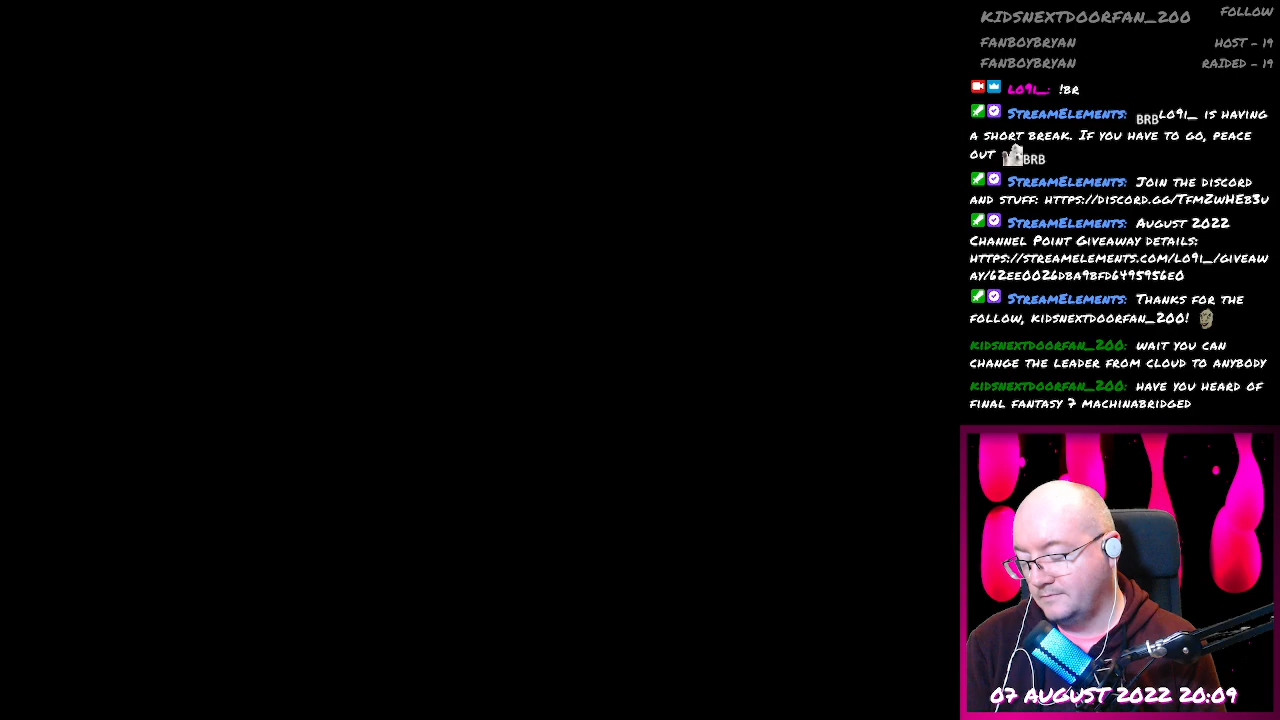 KIDSNEXTDOORFAN_200 FOLLOW
FANBOYBRYAN HOST - 19
FANBOYBRYAN RAIDED - 19
LO9I_: !BR
STREAMELEMENTS: BRB LO9I_ IS HAVING
A SHORT BREAK. IF YOU HAVE TO GO, PEACE
OUT BRB
STREAMELEMENTS: JOIN THE DISCORD
AND STUFF: HTTPS://DISCORD.GG/TFMZWHEB3U
STREAMELEMENTS: AUGUST 2022
CHANNEL POINT GIVEAWAY DETAILS:
HTTPS://STREAMELEMENTS.COM/LO9I_/GIVEAW
AY/62EE0026DBA9BFD6495956E0
STREAMELEMENTS: THANKS FOR THE
FOLLOW, KIDSNEXTDOORFAN_200!
KIDSNEXTDOORFAN_200: WAIT YOU CAN
CHANGE THE LEADER FROM CLOUD TO ANYBODY
KIDSNEXTDOORFAN_200: HAVE YOU HEARD OF
FINAL FANTASY 7 MACHINABRIDGED
07 AUGUST 2022 20:09